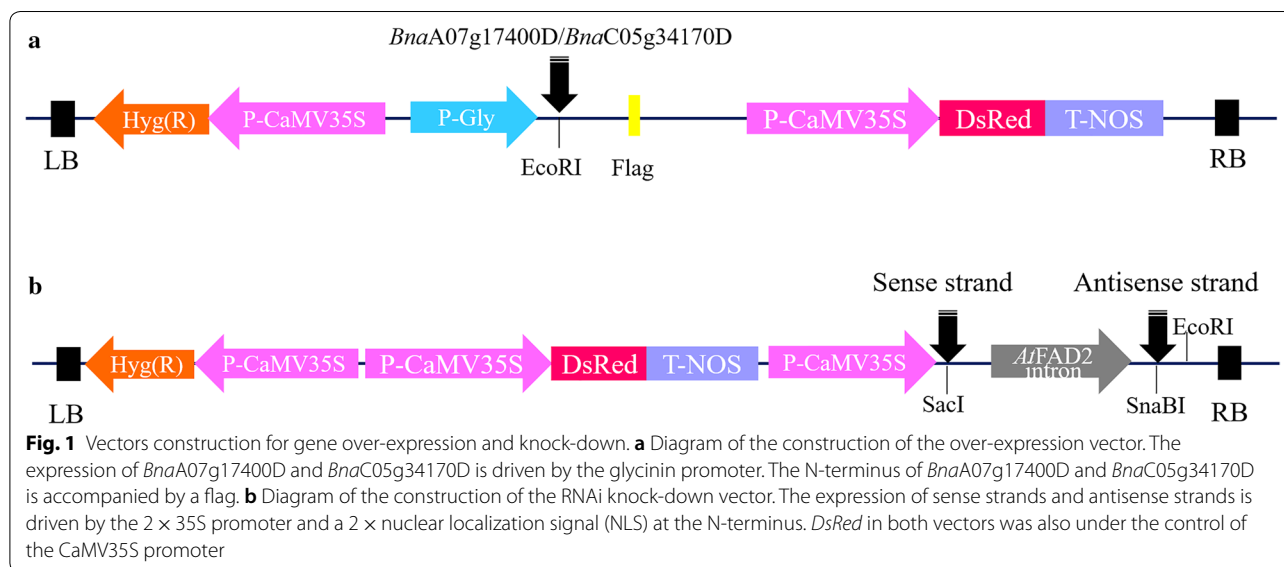 a
BnaA07g17400D/BnaC05g34170D
Hyg(R) P-CaMV35S P-Gly P-CaMV35S DsRed T-NOS
LB EcoRI Flag RB
b
Sense strand Antisense strand
EcoRI
Hyg(R) P-CaMV35S P-CaMV35S DsRed T-NOS P-CaMV35S AtFAD2
intron
LB SacI SnaBI RB
Fig. 1 Vectors construction for gene over-expression and knock-down. a Diagram of the construction of the over-expression vector. The
expression of BnaA07g17400D and BnaC05g34170D is driven by the glycinin promoter. The N-terminus of BnaA07g17400D and BnaC05g34170D
is accompanied by a flag. b Diagram of the construction of the RNAi knock-down vector. The expression of sense strands and antisense strands is
driven by the 2 × 35S promoter and a 2 × nuclear localization signal (NLS) at the N-terminus. DsRed in both vectors was also under the control of
the CaMV35S promoter